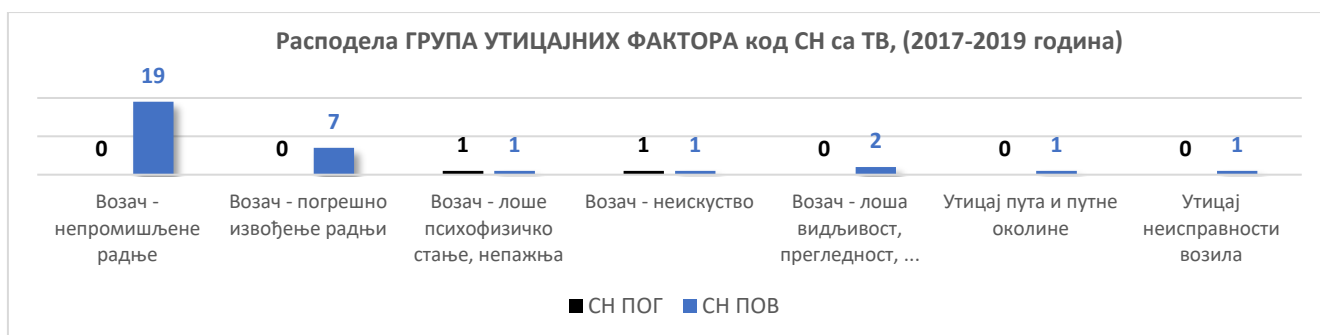 Расподела ГРУПА УТИЦАЈНИХ ФАКТОРА код СН са ТВ, (2017-2019 година)
0 19 0 7 1 1 1 1 0 2 0 1 0 1
Возач -
непромишљене
радње
Возач - погрешно
извођење радњи
Возач - лоше
психофизичко
стање, непажња
Возач - неискуство
Возач - лоша
видљивост,
прегледност, ...
Утицај пута и путне
околине
Утицај
неисправности
возила
СН ПОГ СН ПОВ